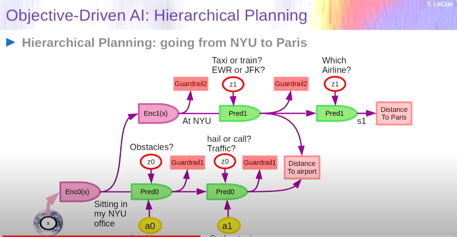 Y. LeCun
Objective-Driven AI: Hierarchical Planning
Hierarchical Planning: going from NYU to Paris
Taxi or train?
EWR or JFK?
Which
Airline?
Guardrail2
z1
Guardrail2
z1
Enc1(x)
At NYU
Pred1
Pred1
s1
Distance
To Paris
Obstacles?
hail or call?
Traffic?
z0
Guardrail1
z0
Guardrail1
Distance
To airport
Enc0(x)
Pred0
Pred0
Sitting in
my NYU
office
x
a0
a1